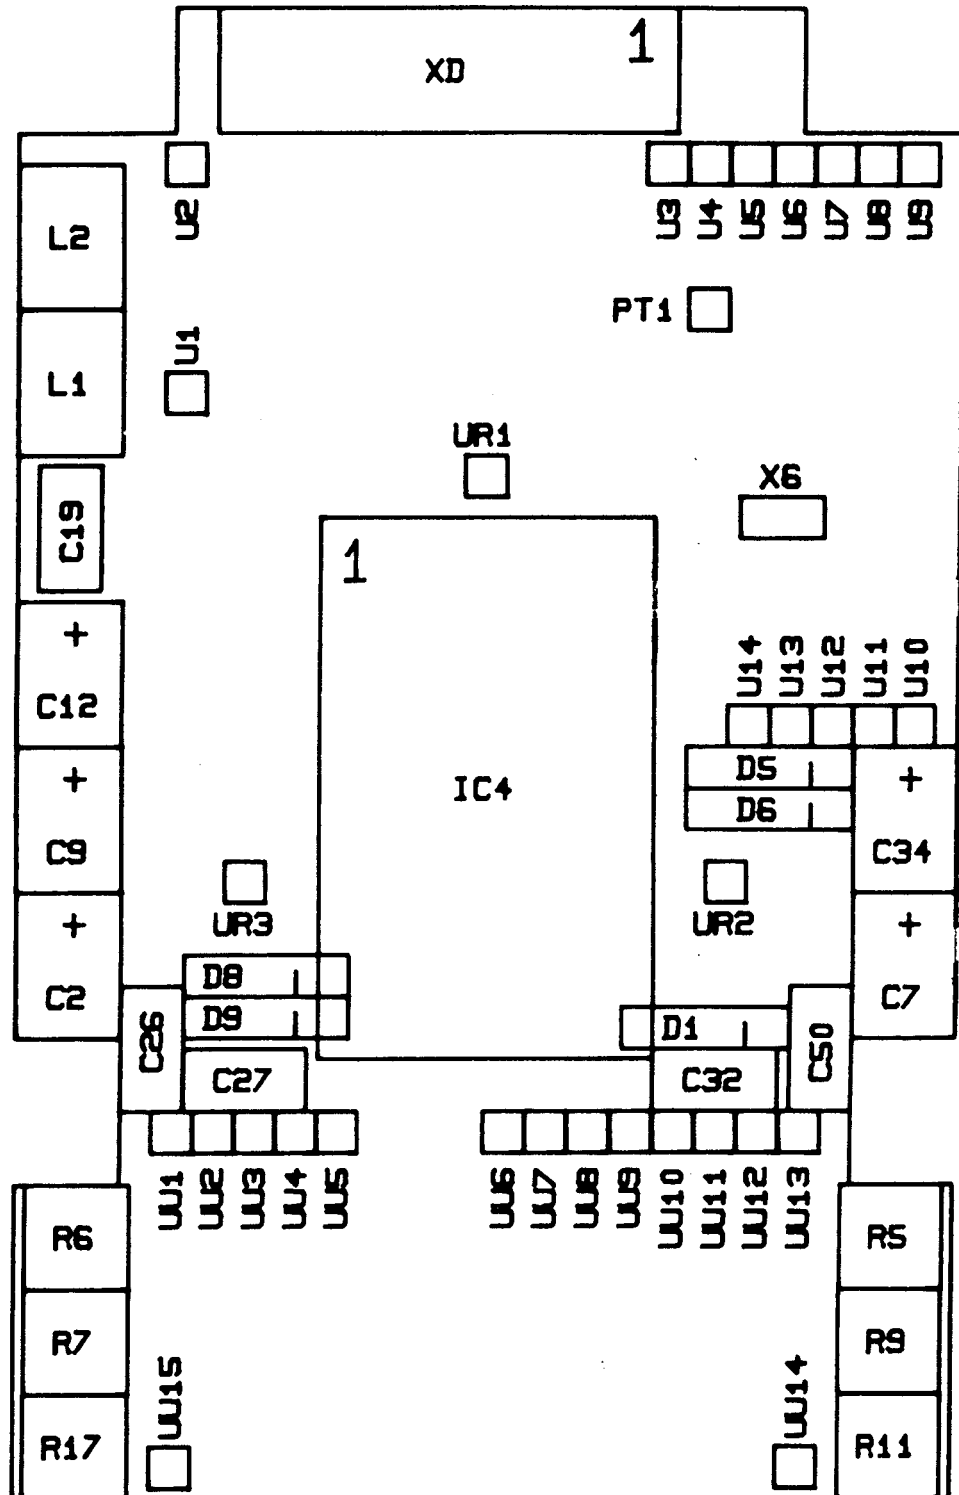 1
XD
U2
U3
U4
U5
U6
U7
U8
U9
L2
PT1
U1
L1
UR1
X6
C19
1
+
C12
U14
U13
U12
U11
U10
+
C9
IC4
D5
D6
+
C34
UR3
UR2
+
C2
+
C7
D8
D9
D1
C26
C27
C32
C50
UU1
UU2
UU3
UU4
UU5
UU6
UU7
UU8
UU9
UU10
UU11
UU12
UU13
R6
R5
R7
R9
UU15
UU14
R17
R11